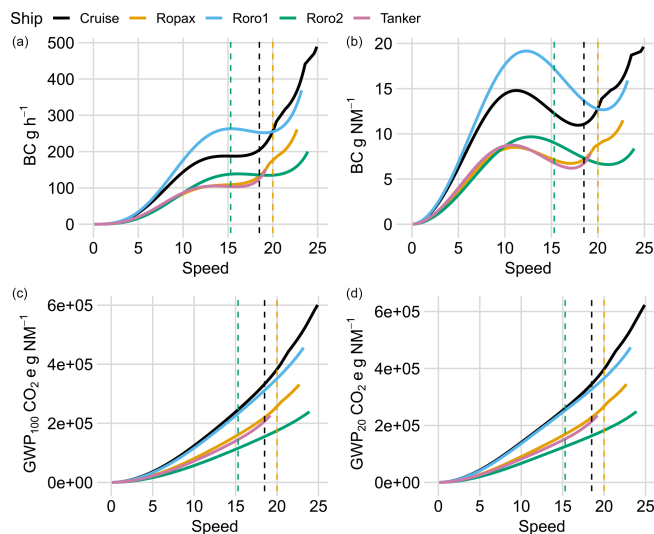 Ship Cruise Ropax Roro1 Roro2 Tanker
(a)
BC g h⁻¹
500
400
300
200
100
0
0 5 10 15 20 25
Speed
(b)
BC g NM⁻¹
20
15
10
5
0
0 5 10 15 20 25
Speed
(c)
GWP₁₀₀ CO₂ e g NM⁻¹
6e+05
4e+05
2e+05
0e+00
0 5 10 15 20 25
Speed
(d)
GWP₂₀ CO₂ e g NM⁻¹
6e+05
4e+05
2e+05
0e+00
0 5 10 15 20 25
Speed